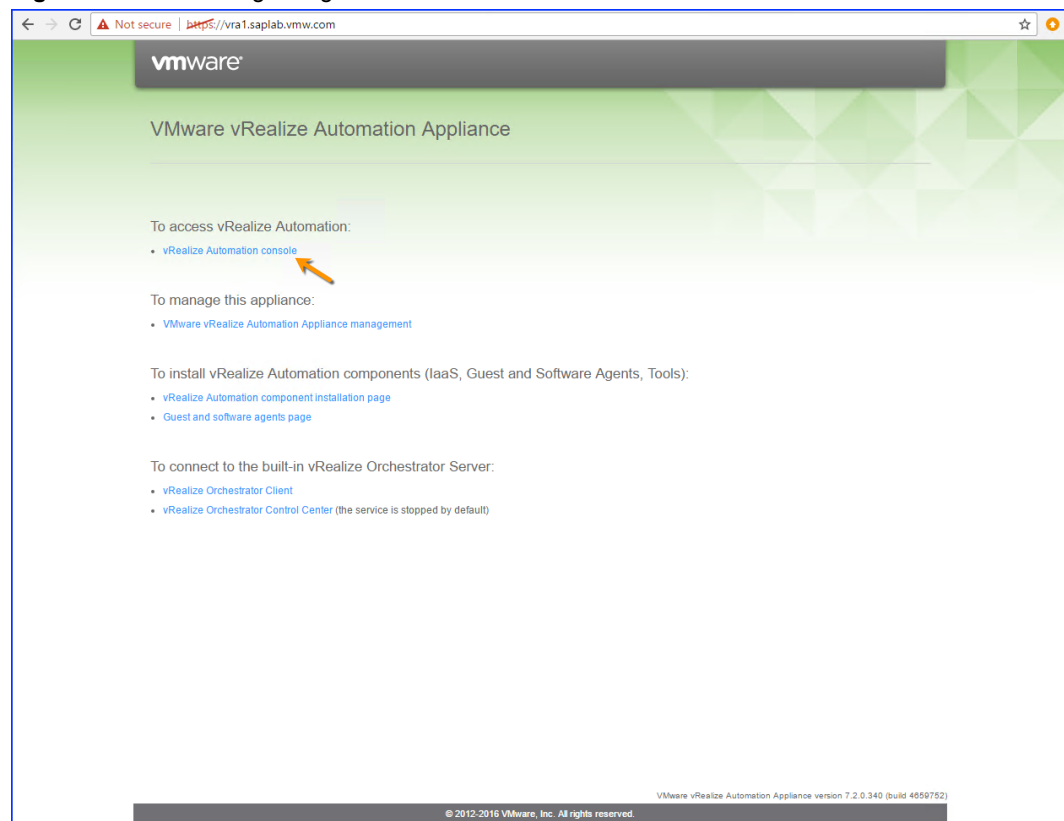 Not secure | https://vra1.saplab.vmw.com
vmware®
VMware vRealize Automation Appliance
To access vRealize Automation:
• vRealize Automation console
To manage this appliance:
• VMware vRealize Automation Appliance management
To install vRealize Automation components (IaaS, Guest and Software Agents, Tools):
• vRealize Automation component installation page
• Guest and software agents page
To connect to the built-in vRealize Orchestrator Server:
• vRealize Orchestrator Client
• vRealize Orchestrator Control Center (the service is stopped by default)
VMware vRealize Automation Appliance version 7.2.0.340 (build 4659752)
© 2012-2016 VMware, Inc. All rights reserved.